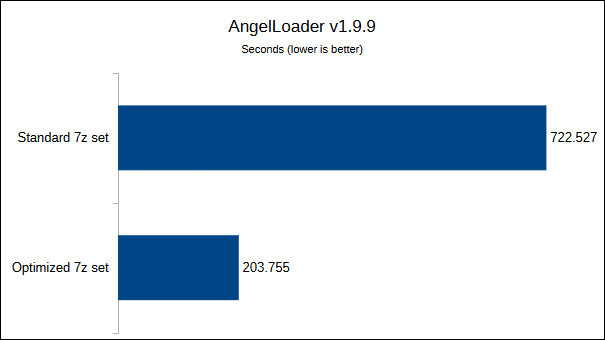 AngelLoader v1.9.9
Seconds (lower is better)
Standard 7z set
722.527
Optimized 7z set
203.755